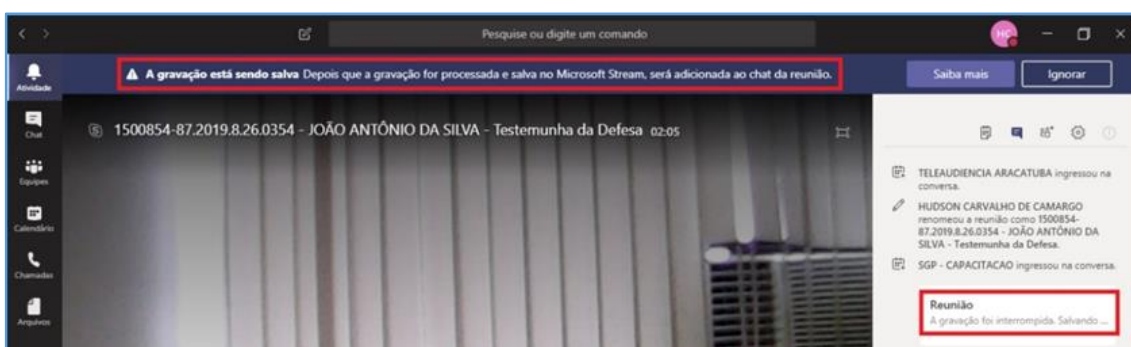 Pesquise ou digite um comando
HC
Atividade
A gravação está sendo salva Depois que a gravação for processada e salva no Microsoft Stream, será adicionada ao chat da reunião.
Saiba mais
Ignorar
Chat
Equipes
Calendário
Chamadas
Arquivos
1500854-87.2019.8.26.0354 - JOÃO ANTÔNIO DA SILVA - Testemunha da Defesa 02:05
TELEAUDIENCIA ARACATUBA ingressou na
conversa.
HUDSON CARVALHO DE CAMARGO
renomeou a reunião como 1500854-
87.2019.8.26.0354 - JOÃO ANTÔNIO DA
SILVA - Testemunha da Defesa.
SGP - CAPACITACAO ingressou na conversa.
Reunião
A gravação foi interrompida. Salvando ...